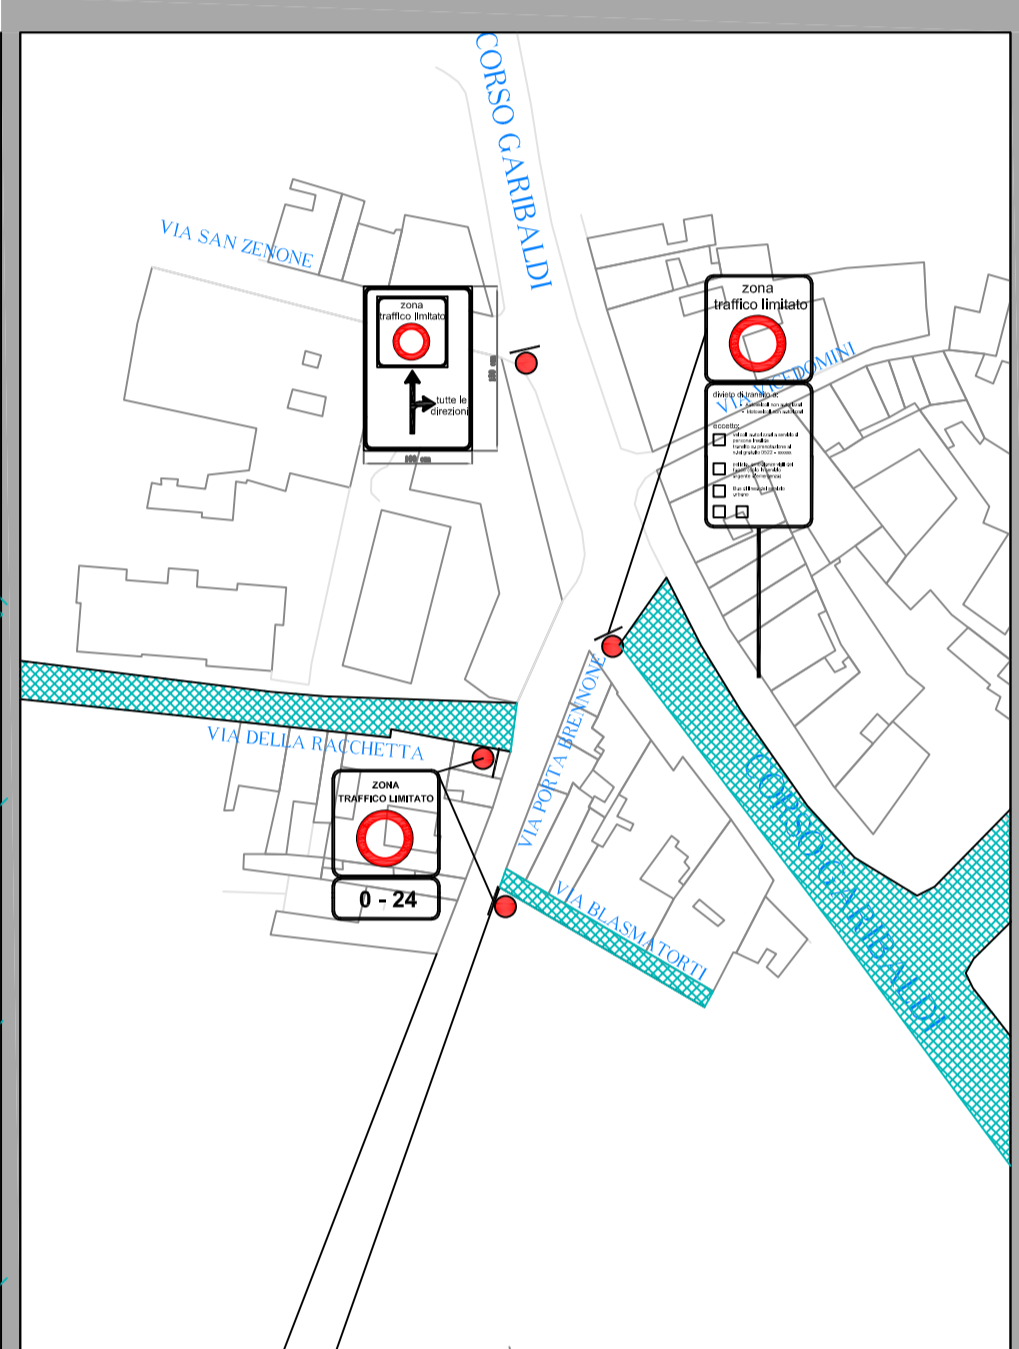 CORSO GARIBALDI
VIA SAN ZENONE
zona
traffico limitato
tutte le
direzioni
zona
traffico limitato
VIA VICEDOMINI
divieto di transito a:
eccetto:
VIA DELLA RACCHETTA
VIA PORTA BRENNONE
ZONA
TRAFFICO LIMITATO
0 - 24
VIA BLASMATORTI
CORSO GARIBALDI